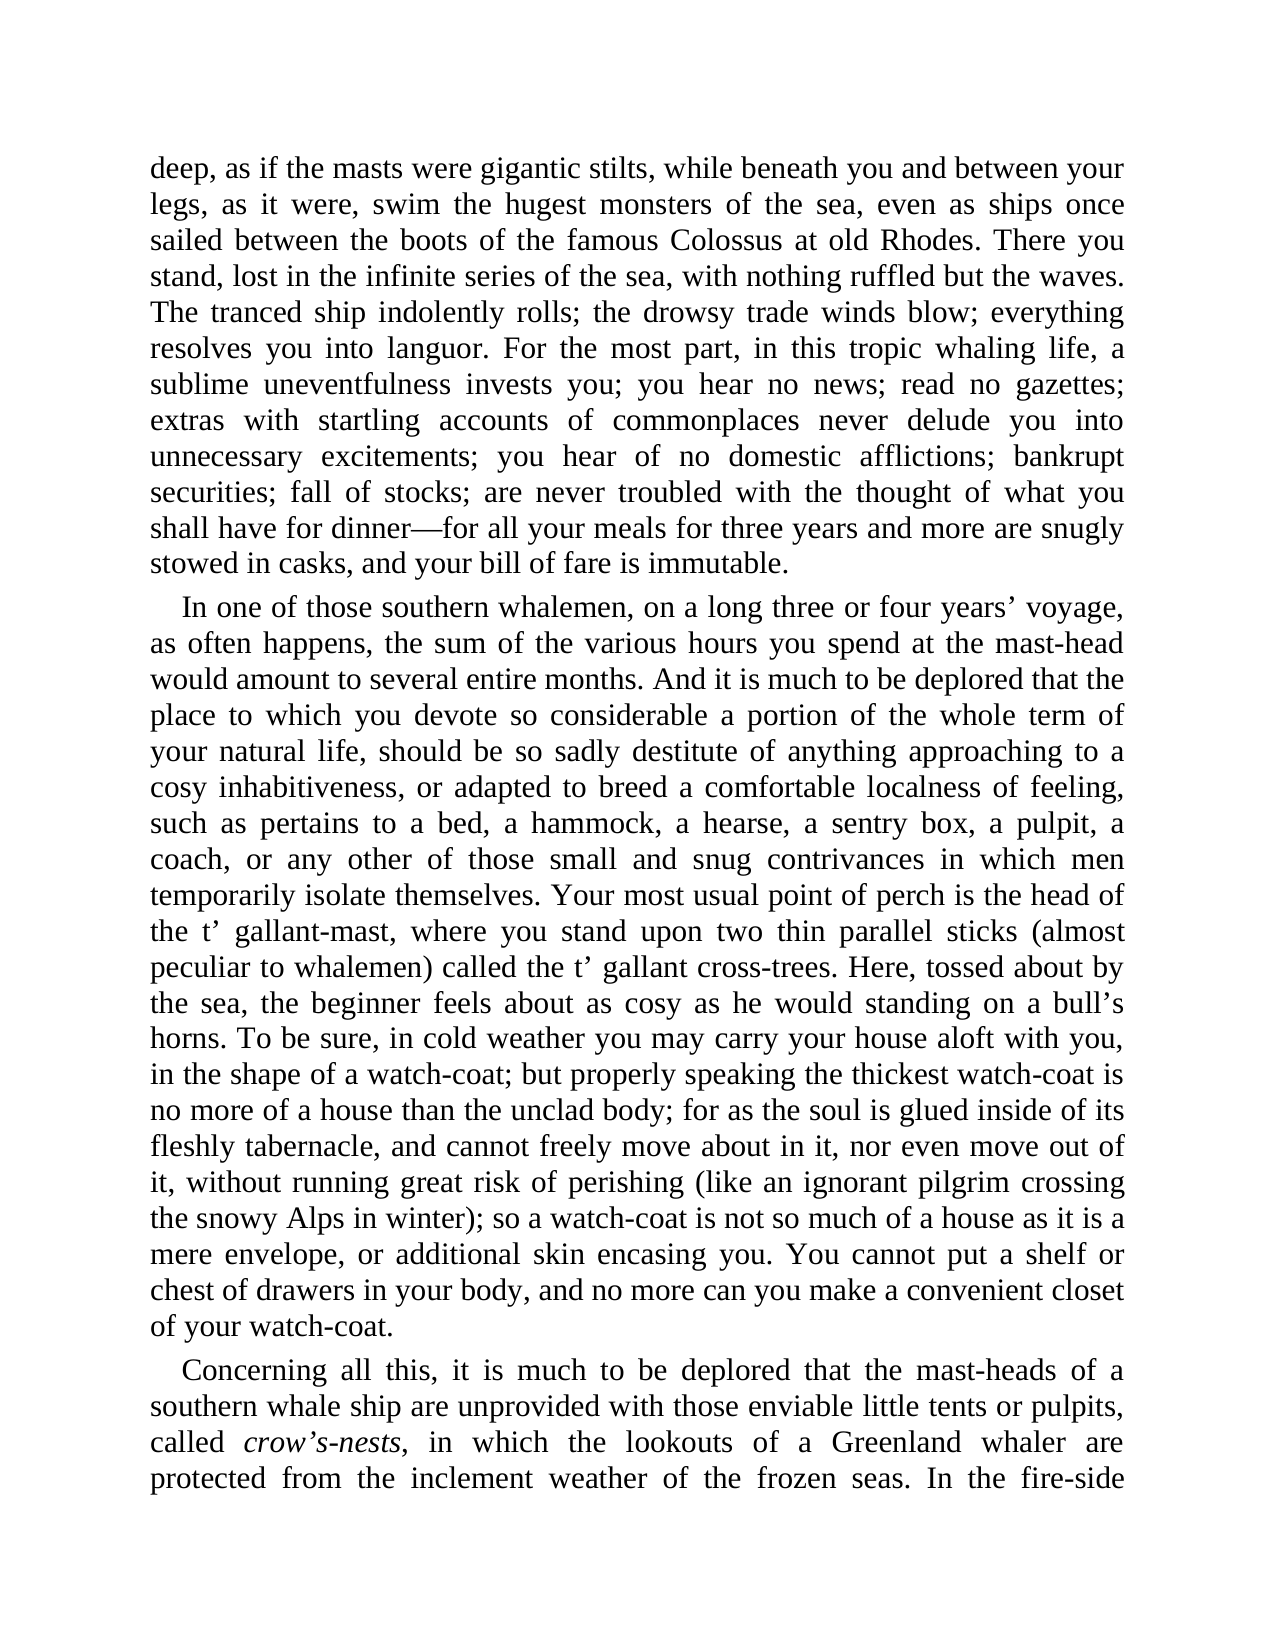 deep, as if the masts were gigantic stilts, while beneath you and between your
legs, as it were, swim the hugest monsters of the sea, even as ships once
sailed between the boots of the famous Colossus at old Rhodes. There you
stand, lost in the infinite series of the sea, with nothing ruffled but the waves.
The tranced ship indolently rolls; the drowsy trade winds blow; everything
resolves you into languor. For the most part, in this tropic whaling life, a
sublime uneventfulness invests you; you hear no news; read no gazettes;
extras with startling accounts of commonplaces never delude you into
unnecessary excitements; you hear of no domestic afflictions; bankrupt
securities; fall of stocks; are never troubled with the thought of what you
shall have for dinner—for all your meals for three years and more are snugly
stowed in casks, and your bill of fare is immutable.
In one of those southern whalemen, on a long three or four years’ voyage,
as often happens, the sum of the various hours you spend at the mast-head
would amount to several entire months. And it is much to be deplored that the
place to which you devote so considerable a portion of the whole term of
your natural life, should be so sadly destitute of anything approaching to a
cosy inhabitiveness, or adapted to breed a comfortable localness of feeling,
such as pertains to a bed, a hammock, a hearse, a sentry box, a pulpit, a
coach, or any other of those small and snug contrivances in which men
temporarily isolate themselves. Your most usual point of perch is the head of
the t’ gallant-mast, where you stand upon two thin parallel sticks (almost
peculiar to whalemen) called the t’ gallant cross-trees. Here, tossed about by
the sea, the beginner feels about as cosy as he would standing on a bull’s
horns. To be sure, in cold weather you may carry your house aloft with you,
in the shape of a watch-coat; but properly speaking the thickest watch-coat is
no more of a house than the unclad body; for as the soul is glued inside of its
fleshly tabernacle, and cannot freely move about in it, nor even move out of
it, without running great risk of perishing (like an ignorant pilgrim crossing
the snowy Alps in winter); so a watch-coat is not so much of a house as it is a
mere envelope, or additional skin encasing you. You cannot put a shelf or
chest of drawers in your body, and no more can you make a convenient closet
of your watch-coat.
Concerning all this, it is much to be deplored that the mast-heads of a
southern whale ship are unprovided with those enviable little tents or pulpits,
called crow’s-nests, in which the lookouts of a Greenland whaler are
protected from the inclement weather of the frozen seas. In the fire-side